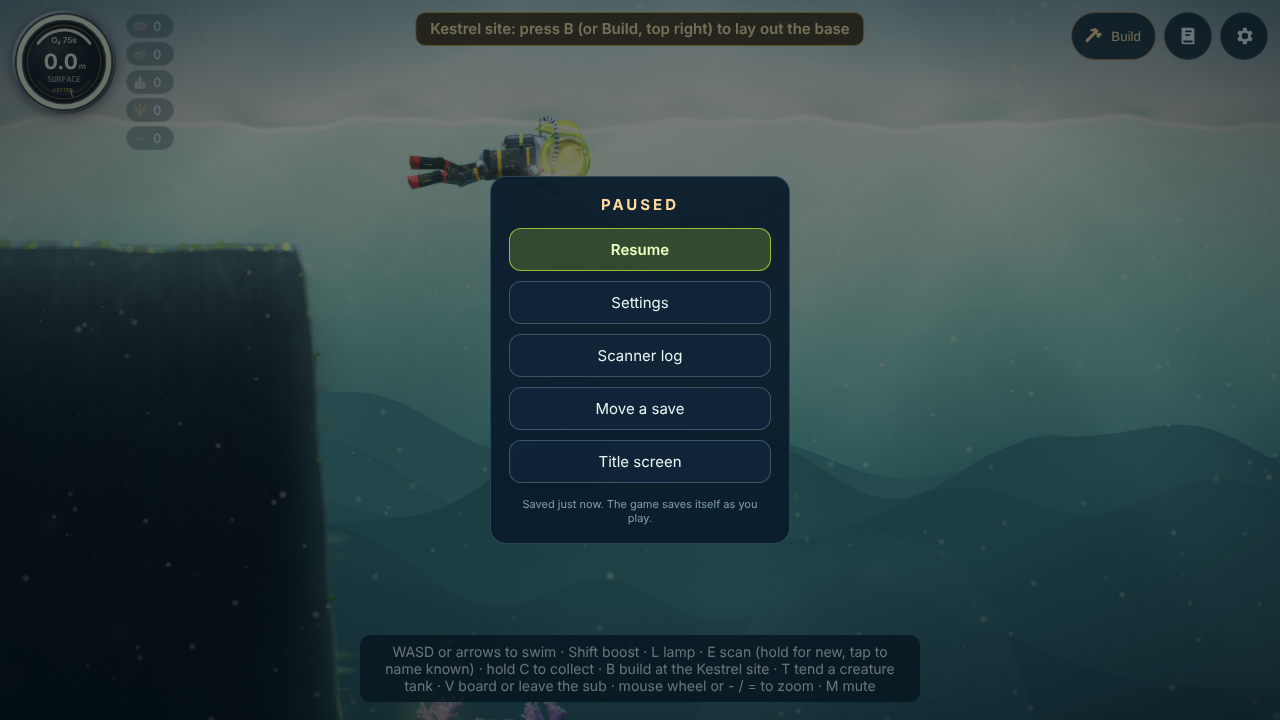 O₂ 75s
0.0m
SURFACE
KESTREL
0
0
0
0
0
Kestrel site: press B (or Build, top right) to lay out the base
Build
PAUSED
Resume
Settings
Scanner log
Move a save
Title screen
Saved just now. The game saves itself as you
play.
WASD or arrows to swim · Shift boost · L lamp · E scan (hold for new, tap to
name known) · hold C to collect · B build at the Kestrel site · T tend a creature
tank · V board or leave the sub · mouse wheel or - / = to zoom · M mute